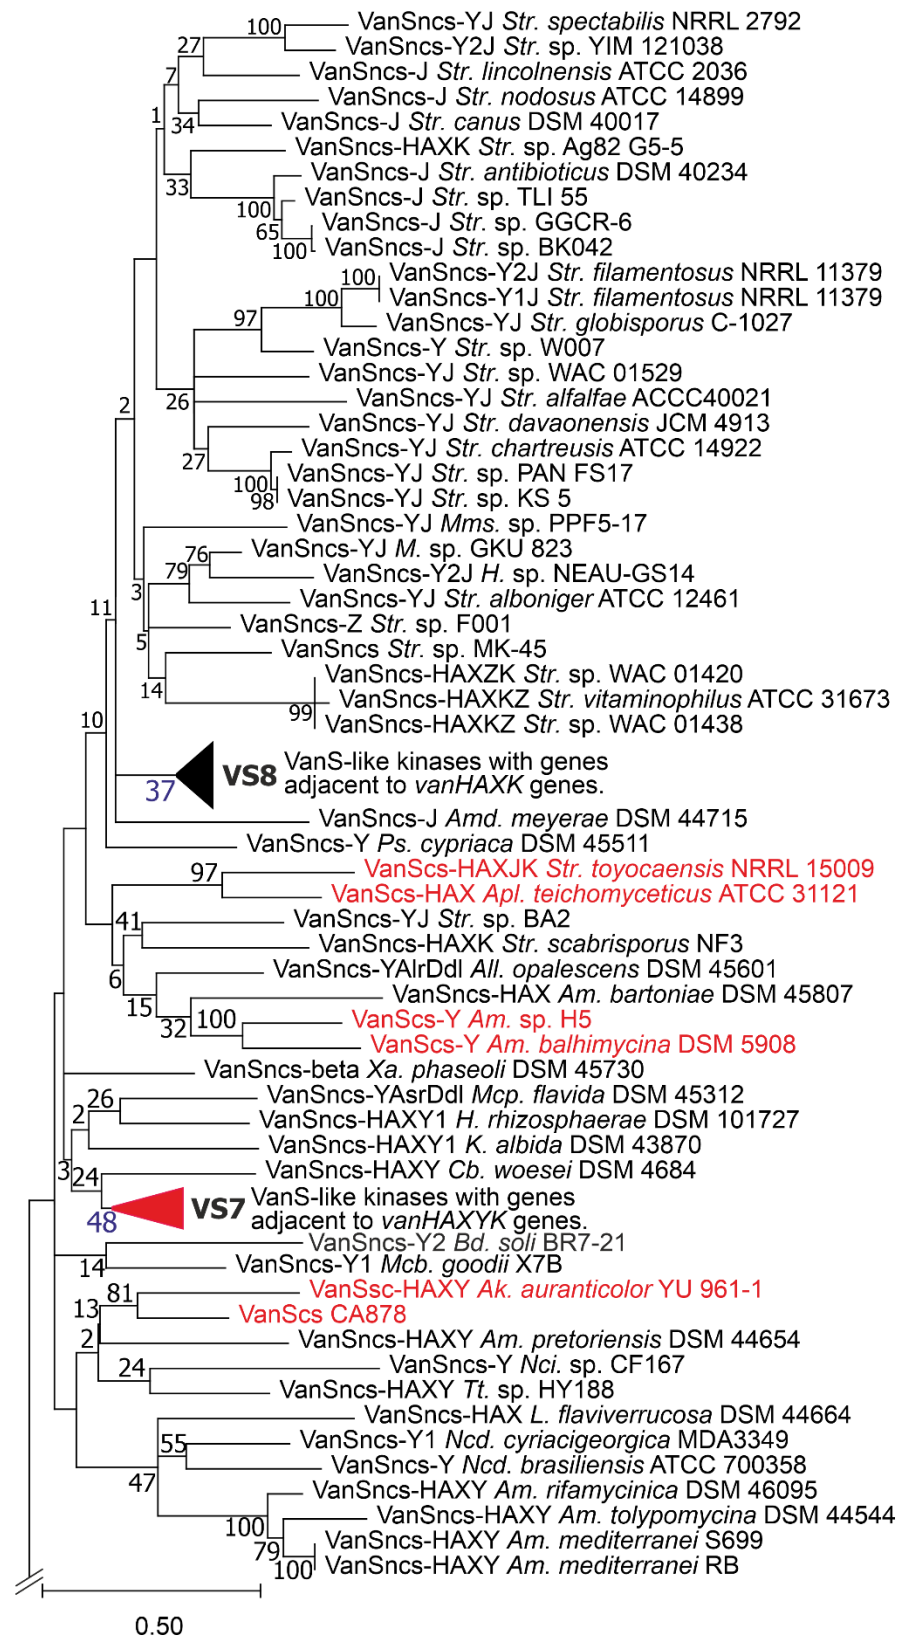 100 VanSncs-YJ Str. spectabilis NRRL 2792
27 VanSncs-Y2J Str. sp. YIM 121038
7 VanSncs-J Str. lincolnensis ATCC 2036
VanSncs-J Str. nodosus ATCC 14899
1 34 VanSncs-J Str. canus DSM 40017
VanSncs-HAXK Str. sp. Ag82 G5-5
33 VanSncs-J Str. antibioticus DSM 40234
100 VanSncs-J Str. sp. TLI 55
65 VanSncs-J Str. sp. GGCR-6
100 VanSncs-J Str. sp. BK042
100 VanSncs-Y2J Str. filamentosus NRRL 11379
100 VanSncs-Y1J Str. filamentosus NRRL 11379
97 VanSncs-YJ Str. globisporus C-1027
VanSncs-Y Str. sp. W007
VanSncs-YJ Str. sp. WAC 01529
2 26 VanSncs-YJ Str. alfalfae ACCC40021
VanSncs-YJ Str. davaonensis JCM 4913
27 VanSncs-YJ Str. chartreusis ATCC 14922
100 VanSncs-YJ Str. sp. PAN FS17
98 VanSncs-YJ Str. sp. KS 5
VanSncs-YJ Mms. sp. PPF5-17
76 VanSncs-YJ M. sp. GKU 823
79 VanSncs-Y2J H. sp. NEAU-GS14
3 VanSncs-YJ Str. alboniger ATCC 12461
11 5 VanSncs-Z Str. sp. F001
VanSncs Str. sp. MK-45
14 VanSncs-HAXZK Str. sp. WAC 01420
VanSncs-HAXKZ Str. vitaminophilus ATCC 31673
10 99 VanSncs-HAXKZ Str. sp. WAC 01438
VanS-like kinases with genes
37 VS8 adjacent to vanHAXK genes.
VanSncs-J Amd. meyerae DSM 44715
VanSncs-Y Ps. cypriaca DSM 45511
97 VanScs-HAXJK Str. toyocaensis NRRL 15009
VanScs-HAX Apl. teichomyceticus ATCC 31121
41 VanSncs-YJ Str. sp. BA2
VanSncs-HAXK Str. scabrisporus NF3
6 VanSncs-YAlrDdl All. opalescens DSM 45601
15 VanSncs-HAX Am. bartoniae DSM 45807
32 100 VanScs-Y Am. sp. H5
VanScs-Y Am. balhimycina DSM 5908
VanSncs-beta Xa. phaseoli DSM 45730
26 VanSncs-YAsrDdl Mcp. flavida DSM 45312
2 VanSncs-HAXY1 H. rhizosphaerae DSM 101727
VanSncs-HAXY1 K. albida DSM 43870
3 24 VanSncs-HAXY Cb. woesei DSM 4684
VanS-like kinases with genes
48 VS7 adjacent to vanHAXYK genes.
VanSncs-Y2 Bd. soli BR7-21
14 VanSncs-Y1 Mcb. goodii X7B
81 VanSsc-HAXY Ak. auranticolor YU 961-1
13 VanScs CA878
2 VanSncs-HAXY Am. pretoriensis DSM 44654
24 VanSncs-Y Nci. sp. CF167
VanSncs-HAXY Tt. sp. HY188
VanSncs-HAX L. flaviverrucosa DSM 44664
55 VanSncs-Y1 Ncd. cyriacigeorgica MDA3349
47 VanSncs-Y Ncd. brasiliensis ATCC 700358
VanSncs-HAXY Am. rifamycinica DSM 46095
100 VanSncs-HAXY Am. tolypomycina DSM 44544
79 VanSncs-HAXY Am. mediterranei S699
100 VanSncs-HAXY Am. mediterranei RB
0.50